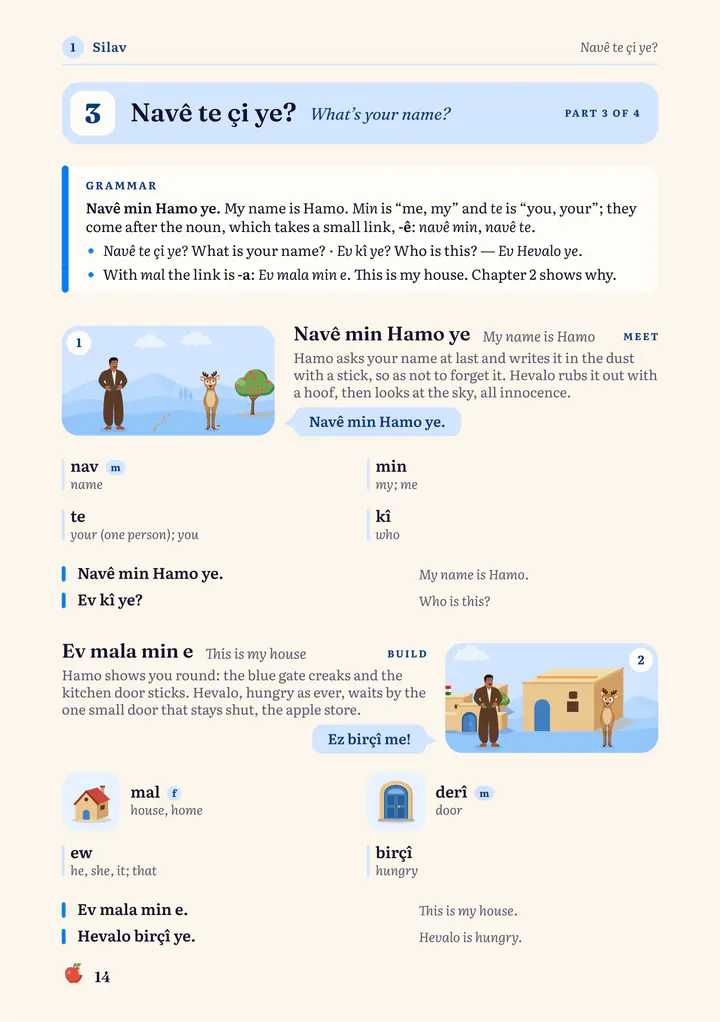 1 Silav
Navê te çi ye?
3 Navê te çi ye? What's your name? PART 3 OF 4
GRAMMAR
Navê min Hamo ye. My name is Hamo. Min is “me, my” and te is “you, your”; they
come after the noun, which takes a small link, -ê: navê min, navê te.
• Navê te çi ye? What is your name? · Ev kî ye? Who is this? — Ev Hevalo ye.
• With mal the link is -a: Ev mala min e. This is my house. Chapter 2 shows why.
1
Navê min Hamo ye My name is Hamo MEET
Hamo asks your name at last and writes it in the dust
with a stick, so as not to forget it. Hevalo rubs it out with
a hoof, then looks at the sky, all innocence.
Navê min Hamo ye.
nav m
name
min
my; me
te
your (one person); you
kî
who
Navê min Hamo ye. My name is Hamo.
Ev kî ye? Who is this?
Ev mala min e This is my house BUILD
Hamo shows you round: the blue gate creaks and the
kitchen door sticks. Hevalo, hungry as ever, waits by the
one small door that stays shut, the apple store.
Ez birçî me!
2
mal f
house, home
derî m
door
ew
he, she, it; that
birçî
hungry
Ev mala min e. This is my house.
Hevalo birçî ye. Hevalo is hungry.
14